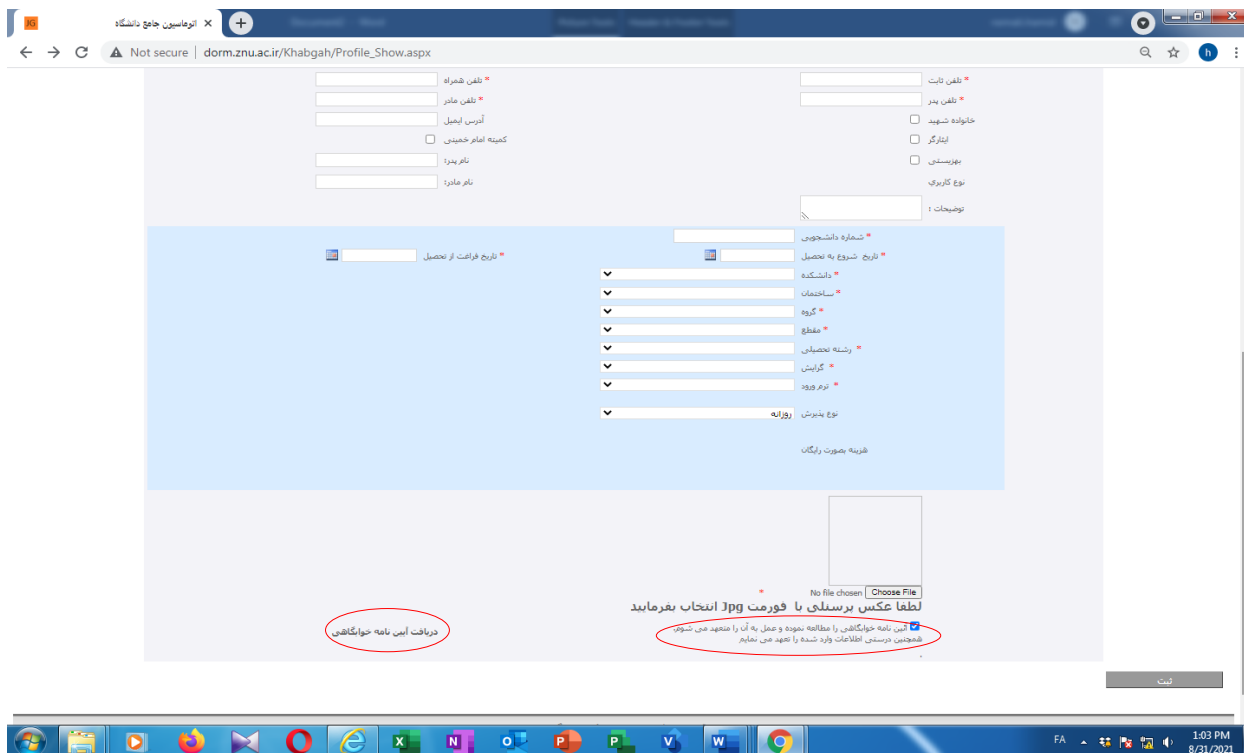 اتوماسیون جامع دانشگاه
Not secure | dorm.znu.ac.ir/Khabgah/Profile_Show.aspx
h
* تلفن ثابت
* تلفن همراه
* تلفن پدر
* تلفن مادر
خانواده شهید
آدرس ایمیل
ایثارگر
کمیته امام خمینی
بهزیستی
نام پدر:
نوع کاربری
نام مادر:
توضیحات :
* شماره دانشجویی
* تاریخ شروع به تحصیل
* تاریخ فراغت از تحصیل
* دانشکده
* ساختمان
* گروه
* مقطع
* رشته تحصیلی
* گرایش
* ترم ورود
نوع پذیرش روزانه
هزینه بصورت رایگان
Choose File No file chosen *
لطفا عکس پرسنلی با فورمت Jpg انتخاب بفرمایید
آئین نامه خوابگاهی را مطالعه نموده و عمل به آن را متعهد می شوم.
همچنین درستی اطلاعات وارد شده را تعهد می نمایم
دریافت آیین نامه خوابگاهی
ثبت
FA
1:03 PM
8/31/2021